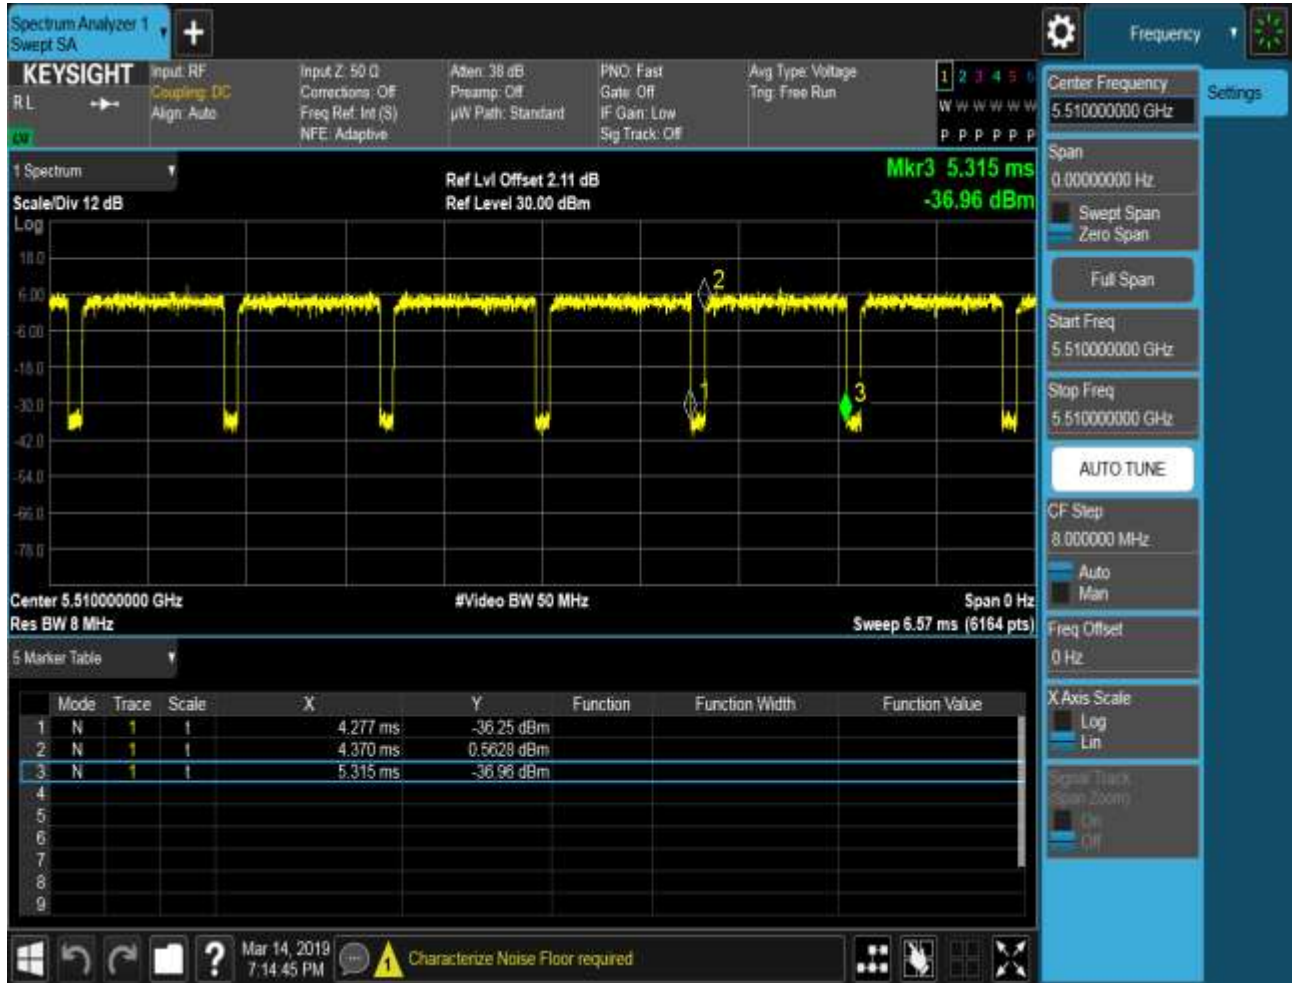 Spectrum Analyzer 1
Swept SA
+
Frequency
KEYSIGHT
RL
Input: RF
Coupling: DC
Align: Auto
Input Z: 50 Ω
Corrections: Off
Freq Ref: Int (S)
NFE: Adaptive
Atten: 38 dB
Preamp: Off
µW Path: Standard
PNO: Fast
Gate: Off
IF Gain: Low
Sig Track: Off
Avg Type: Voltage
Trig: Free Run
1 2 3 4 5 6
W W W W W W
P P P P P P
Center Frequency
5.510000000 GHz
Settings
Span
0.00000000 Hz
Swept Span
Zero Span
Full Span
Start Freq
5.510000000 GHz
Stop Freq
5.510000000 GHz
AUTO TUNE
CF Step
8.000000 MHz
Auto
Man
Freq Offset
0 Hz
X Axis Scale
Log
Lin
Signal Track
(Span Zoom)
On
Off
1 Spectrum
Scale/Div 12 dB
Ref Lvl Offset 2.11 dB
Ref Level 30.00 dBm
Mkr3 5.315 ms
-36.96 dBm
Log
18.0
6.00
-6.00
-18.0
-30.0
-42.0
-54.0
-66.0
-78.0
1
2
3
Center 5.510000000 GHz
Res BW 8 MHz
#Video BW 50 MHz
Span 0 Hz
Sweep 6.57 ms (6164 pts)
5 Marker Table
Mode Trace Scale X Y Function Function Width Function Value
1 N 1 t 4.277 ms -36.25 dBm
2 N 1 t 4.370 ms 0.5628 dBm
3 N 1 t 5.315 ms -36.96 dBm
4
5
6
7
8
9
?
Mar 14, 2019
7:14:45 PM
1
Characterize Noise Floor required